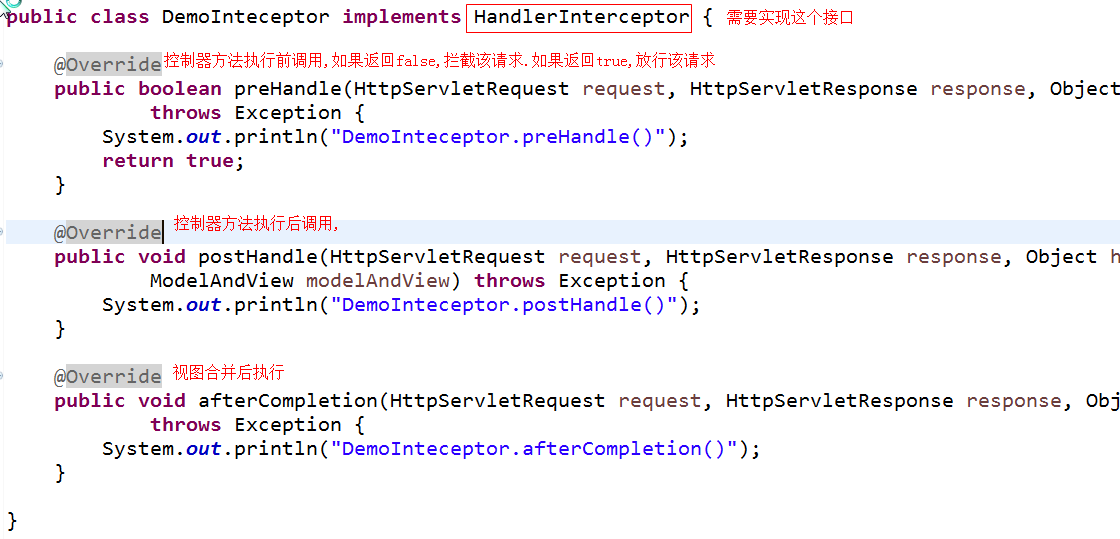 public class DemoInteceptor implements HandlerInterceptor { 需要实现这个接口
@Override 控制器方法执行前调用,如果返回false,拦截该请求.如果返回true,放行该请求
public boolean preHandle(HttpServletRequest request, HttpServletResponse response, Object
throws Exception {
System.out.println("DemoInteceptor.preHandle()");
return true;
}
@Override 控制器方法执行后调用,
public void postHandle(HttpServletRequest request, HttpServletResponse response, Object h
ModelAndView modelAndView) throws Exception {
System.out.println("DemoInteceptor.postHandle()");
}
@Override 视图合并后执行
public void afterCompletion(HttpServletRequest request, HttpServletResponse response, Obj
throws Exception {
System.out.println("DemoInteceptor.afterCompletion()");
}
}